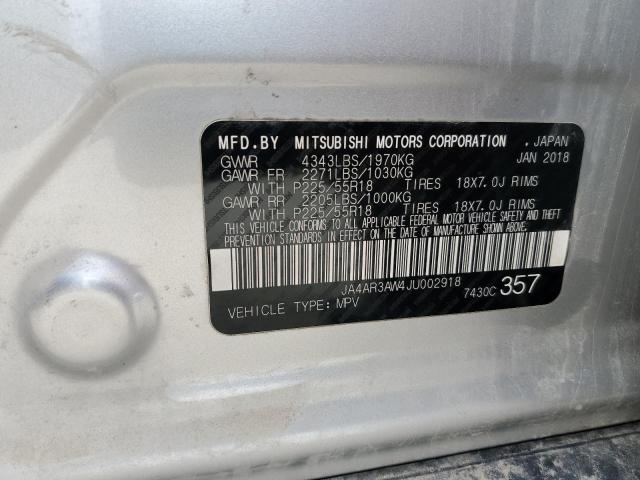 MFD.BY MITSUBISHI MOTORS CORPORATION . JAPAN
GVWR 4343LBS/1970KG JAN 2018
GAWR FR 2271LBS/1030KG
WITH P225/55R18 TIRES 18X7.0J RIMS
GAWR RR 2205LBS/1000KG
WITH P225/55R18 TIRES 18X7.0J RIMS
THIS VEHICLE CONFORMS TO ALL APPLICABLE FEDERAL MOTOR VEHICLE SAFETY AND THEFT
PREVENTION STANDARDS IN EFFECT ON THE DATE OF MANUFACTURE SHOWN ABOVE.
JA4AR3AW4JU002918
VEHICLE TYPE: MPV 7430C 357